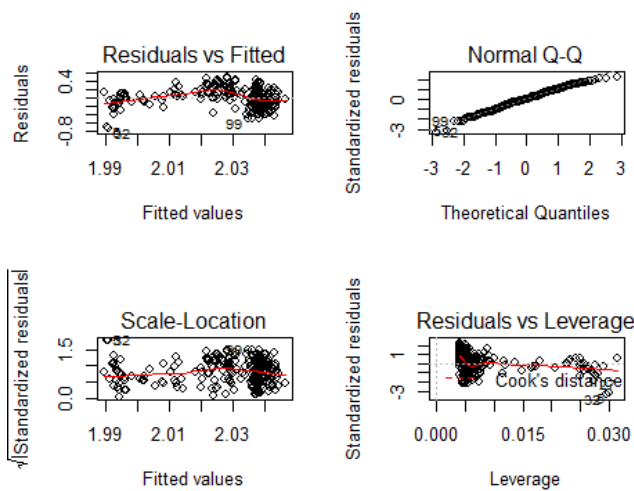 Residuals vs Fitted
Residuals
0.4
-0.8
99
32
1.99 2.01 2.03
Fitted values
Normal Q-Q
Standardized residuals
0
-3
99
32
-3 -2 -1 0 1 2 3
Theoretical Quantiles
Scale-Location
√|Standardized residuals|
1.5
0.0
32
1.99 2.01 2.03
Fitted values
Residuals vs Leverage
Standardized residuals
1
-3
Cook's distance
32
0.000 0.015 0.030
Leverage